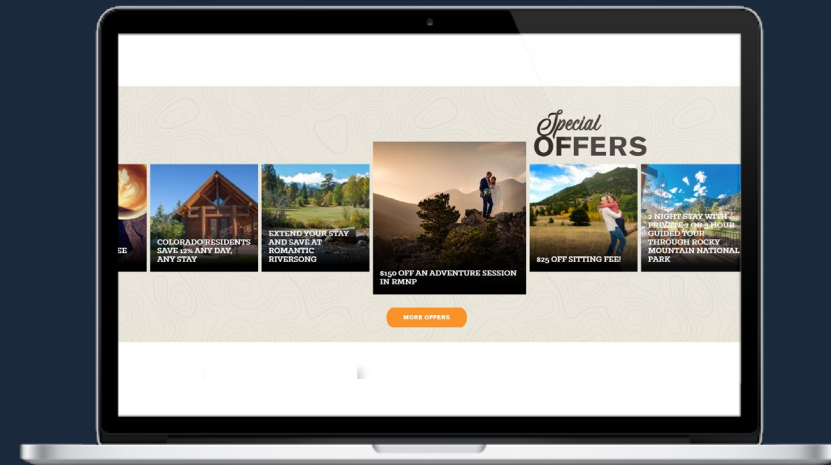 Special
OFFERS
EE
COLORADO RESIDENTS
SAVE 12% ANY DAY,
ANY STAY
EXTEND YOUR STAY
AND SAVE AT
ROMANTIC
RIVERSONG
$150 OFF AN ADVENTURE SESSION
IN RMNP
$25 OFF SITTING FEE!
2 NIGHT STAY WITH
PRIVATE 2 OR 3 HOUR
GUIDED TOUR
THROUGH ROCKY
MOUNTAIN NATIONAL
PARK
MORE OFFERS